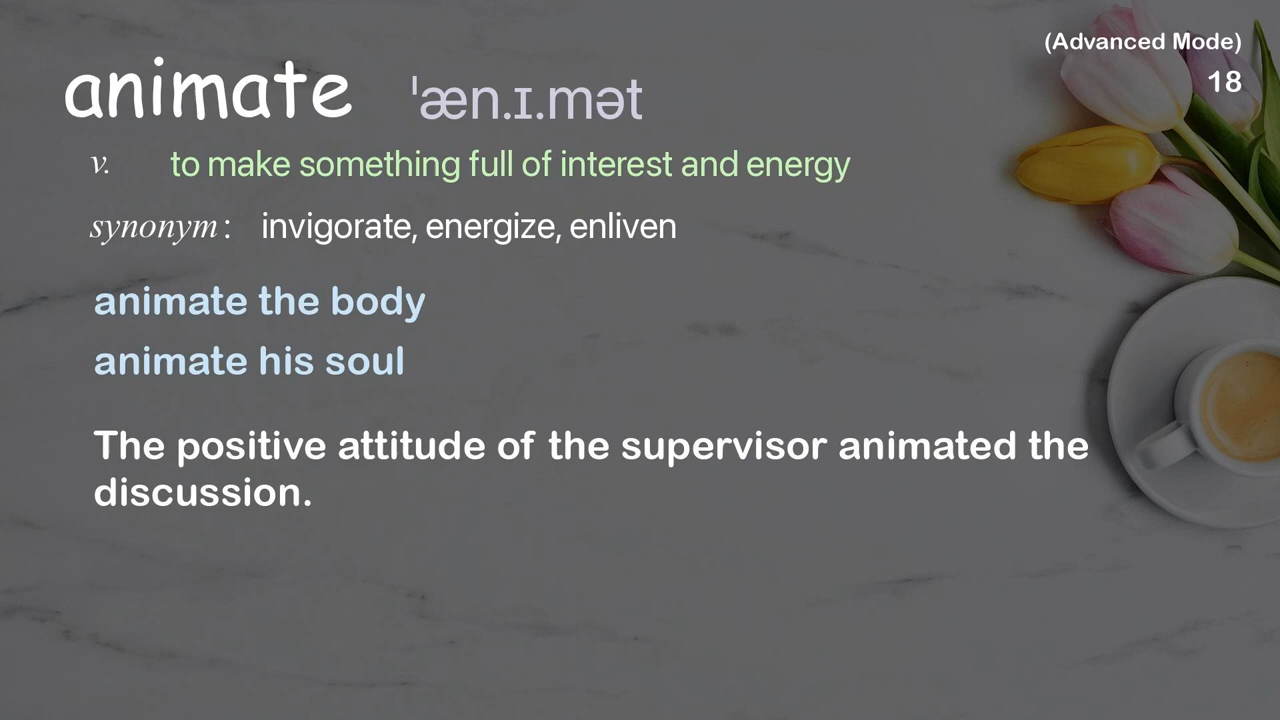 (Advanced Mode)
18
animate ˈæn.ɪ.mət
v. to make something full of interest and energy
synonym: invigorate, energize, enliven
animate the body
animate his soul
The positive attitude of the supervisor animated the
discussion.